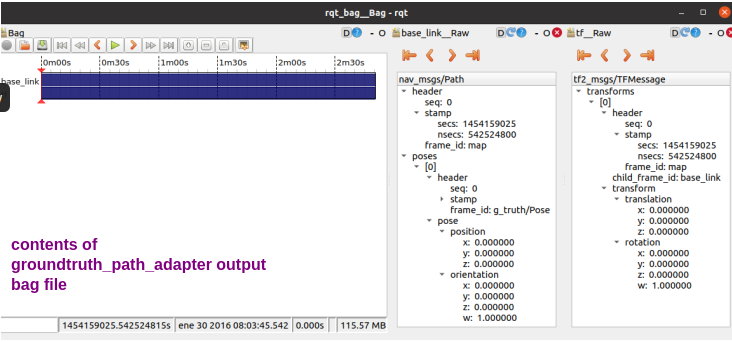 rqt_bag__Bag - rqt
Bag
D
- O
base_link__Raw
D
- O
tf__Raw
D
- O
0m00s
0m30s
1m00s
1m30s
2m00s
2m30s
base_link
contents of
groundtruth_path_adapter output
bag file
1454159025.542524815s
ene 30 2016 08:03:45.542
0.000s
115.57 MB
nav_msgs/Path
header
seq: 0
stamp
secs: 1454159025
nsecs: 542524800
frame_id: map
poses
[0]
header
seq: 0
stamp
frame_id: g_truth/Pose
pose
position
x: 0.000000
y: 0.000000
z: 0.000000
orientation
x: 0.000000
y: 0.000000
z: 0.000000
w: 1.000000
tf2_msgs/TFMessage
transforms
[0]
header
seq: 0
stamp
secs: 1454159025
nsecs: 542524800
frame_id: map
child_frame_id: base_link
transform
translation
x: 0.000000
y: 0.000000
z: 0.000000
rotation
x: 0.000000
y: 0.000000
z: 0.000000
w: 1.000000